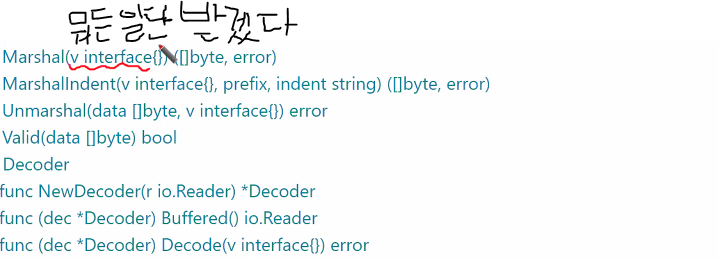 뭐든 일단 받겠다
Marshal(v interface{}) ([]byte, error)
MarshalIndent(v interface{}, prefix, indent string) ([]byte, error)
Unmarshal(data []byte, v interface{}) error
Valid(data []byte) bool
Decoder
func NewDecoder(r io.Reader) *Decoder
func (dec *Decoder) Buffered() io.Reader
func (dec *Decoder) Decode(v interface{}) error